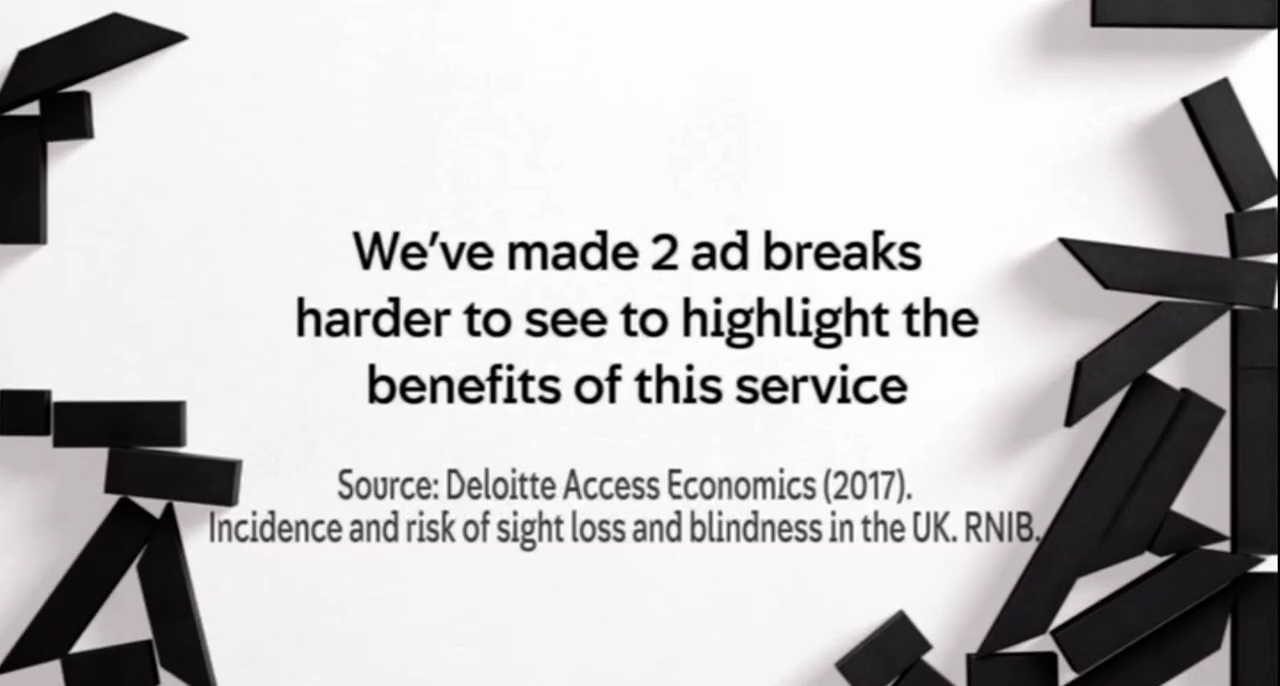 We've made 2 ad breaks
harder to see to highlight the
benefits of this service
Source: Deloitte Access Economics (2017).
Incidence and risk of sight loss and blindness in the UK. RNIB.